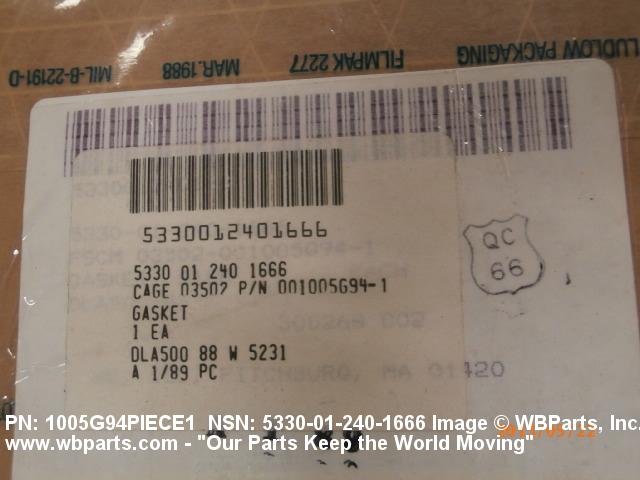 MIL-B-22191-D MAR.1988 FILMPAK 2277 LUDLOW PACKAGING
5330012401666
5330 01 240 1666
CAGE 03502 P/N 001005G94-1
GASKET
1 EA
DLA500 88 W 5231
A 1/89 PC
QC
66
FITCHBURG, MA 01420
PN: 1005G94PIECE1 NSN: 5330-01-240-1666 Image © WBParts, Inc.
www.wbparts.com - "Our Parts Keep the World Moving"